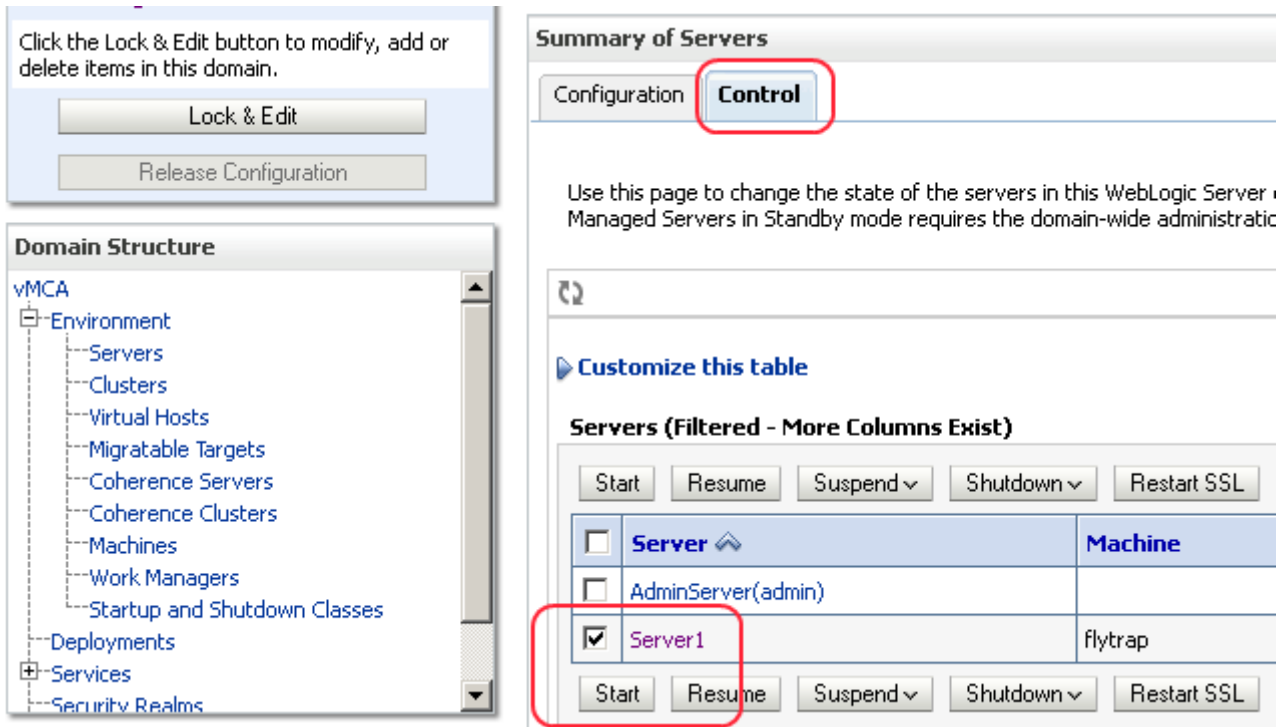 Click the Lock & Edit button to modify, add or
delete items in this domain.
Lock & Edit
Release Configuration
Domain Structure
vMCA
Environment
Servers
Clusters
Virtual Hosts
Migratable Targets
Coherence Servers
Coherence Clusters
Machines
Work Managers
Startup and Shutdown Classes
Deployments
Services
Security Realms
Summary of Servers
Configuration Control
Use this page to change the state of the servers in this WebLogic Server
Managed Servers in Standby mode requires the domain-wide administratio
Customize this table
Servers (Filtered - More Columns Exist)
Start Resume Suspend Shutdown Restart SSL
Server Machine
AdminServer(admin)
Server1 flytrap
Start Resume Suspend Shutdown Restart SSL